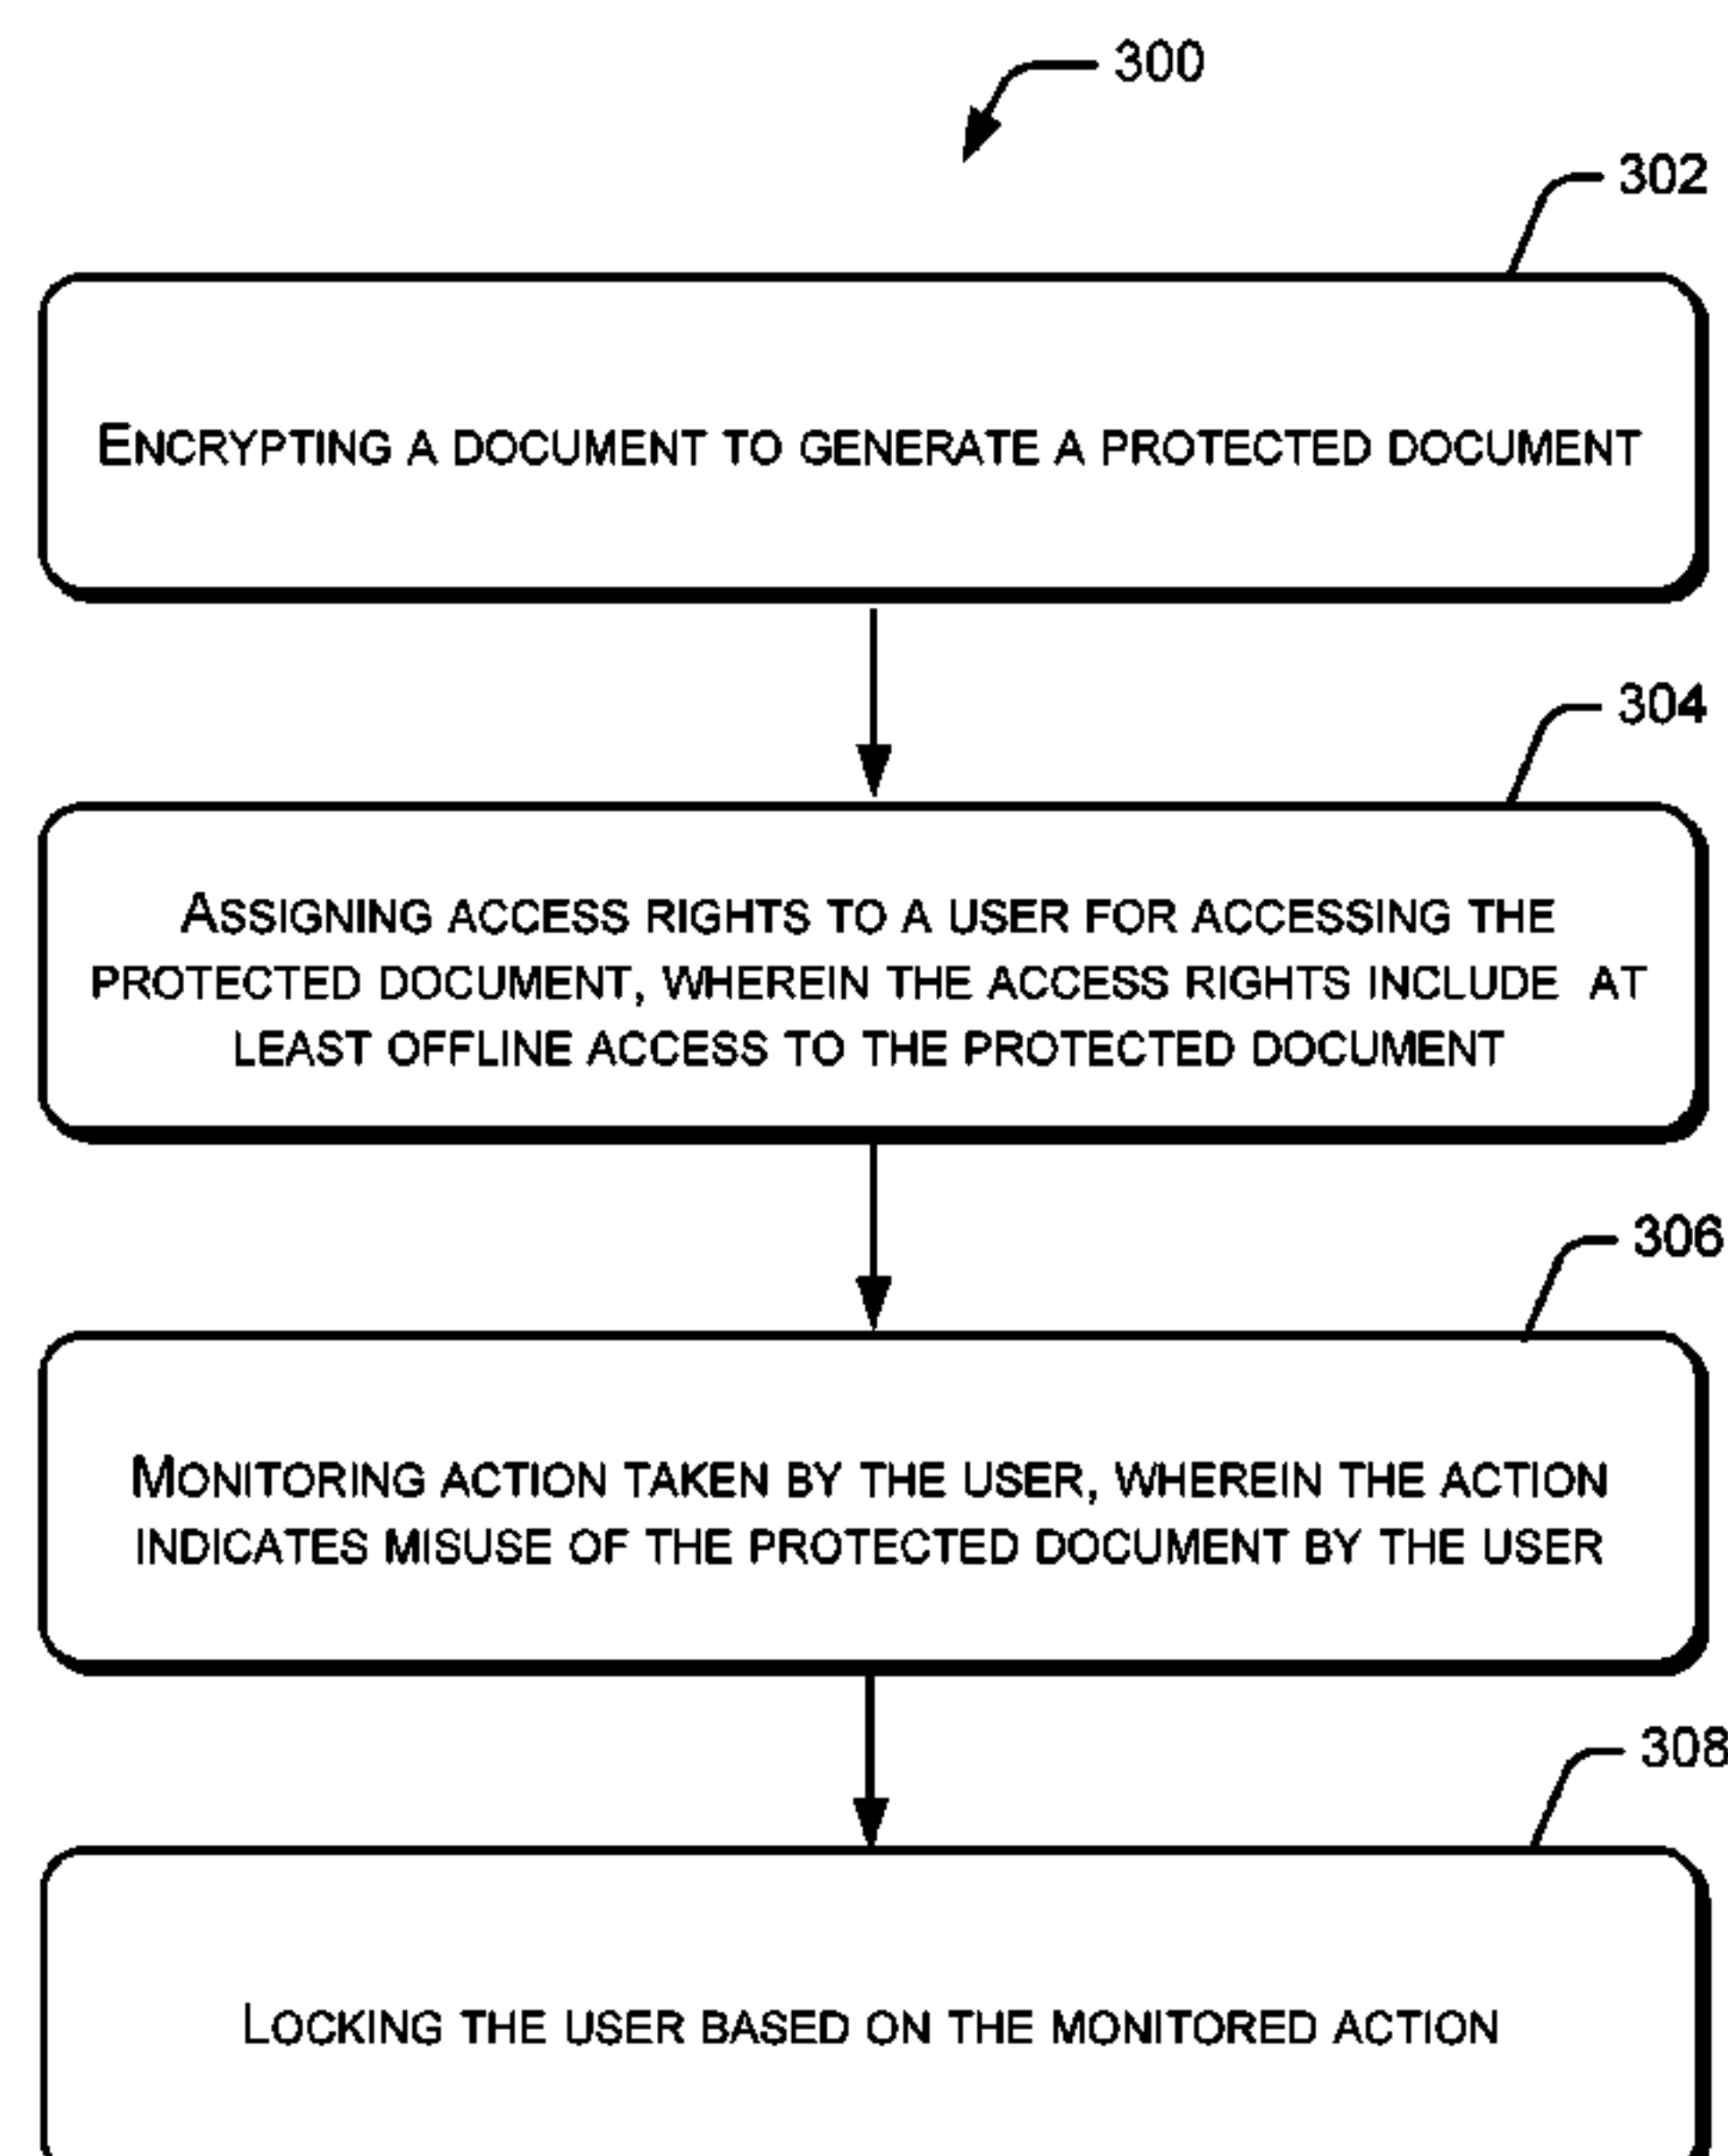 300
302
ENCRYPTING A DOCUMENT TO GENERATE A PROTECTED DOCUMENT
304
ASSIGNING ACCESS RIGHTS TO A USER FOR ACCESSING THE
PROTECTED DOCUMENT, WHEREIN THE ACCESS RIGHTS INCLUDE AT
LEAST OFFLINE ACCESS TO THE PROTECTED DOCUMENT
306
MONITORING ACTION TAKEN BY THE USER, WHEREIN THE ACTION
INDICATES MISUSE OF THE PROTECTED DOCUMENT BY THE USER
308
LOCKING THE USER BASED ON THE MONITORED ACTION